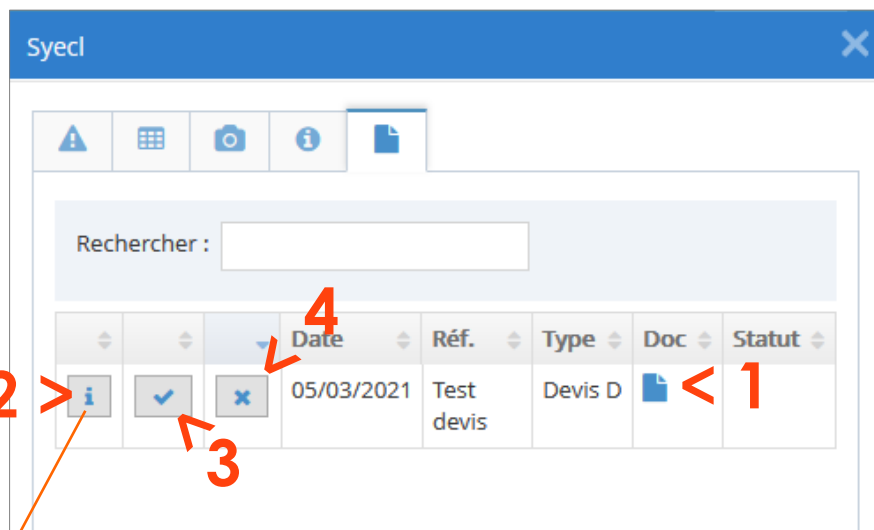 Syecl
Rechercher :
4
Date Réf. Type Doc Statut
2 > 05/03/2021 Test devis Devis D < 1
3